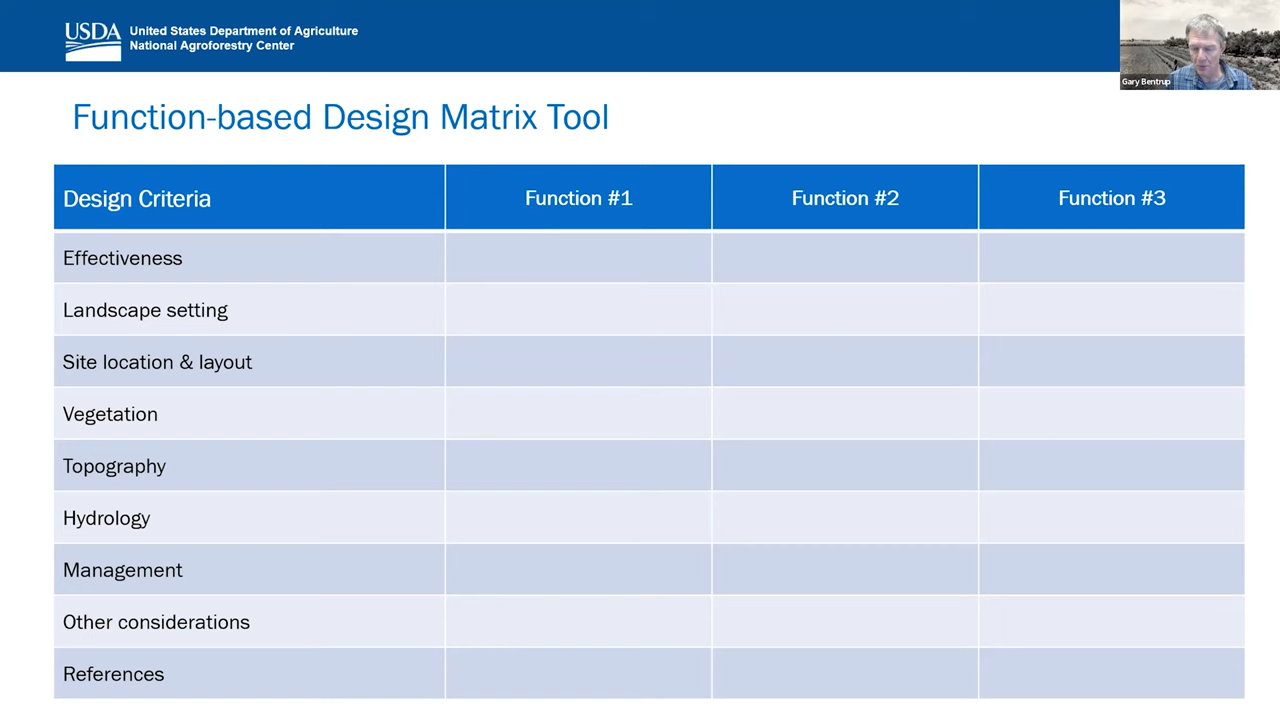 USDA
United States Department of Agriculture
National Agroforestry Center
Gary Bentrup
Function-based Design Matrix Tool
Design Criteria
Function #1
Function #2
Function #3
Effectiveness
Landscape setting
Site location & layout
Vegetation
Topography
Hydrology
Management
Other considerations
References